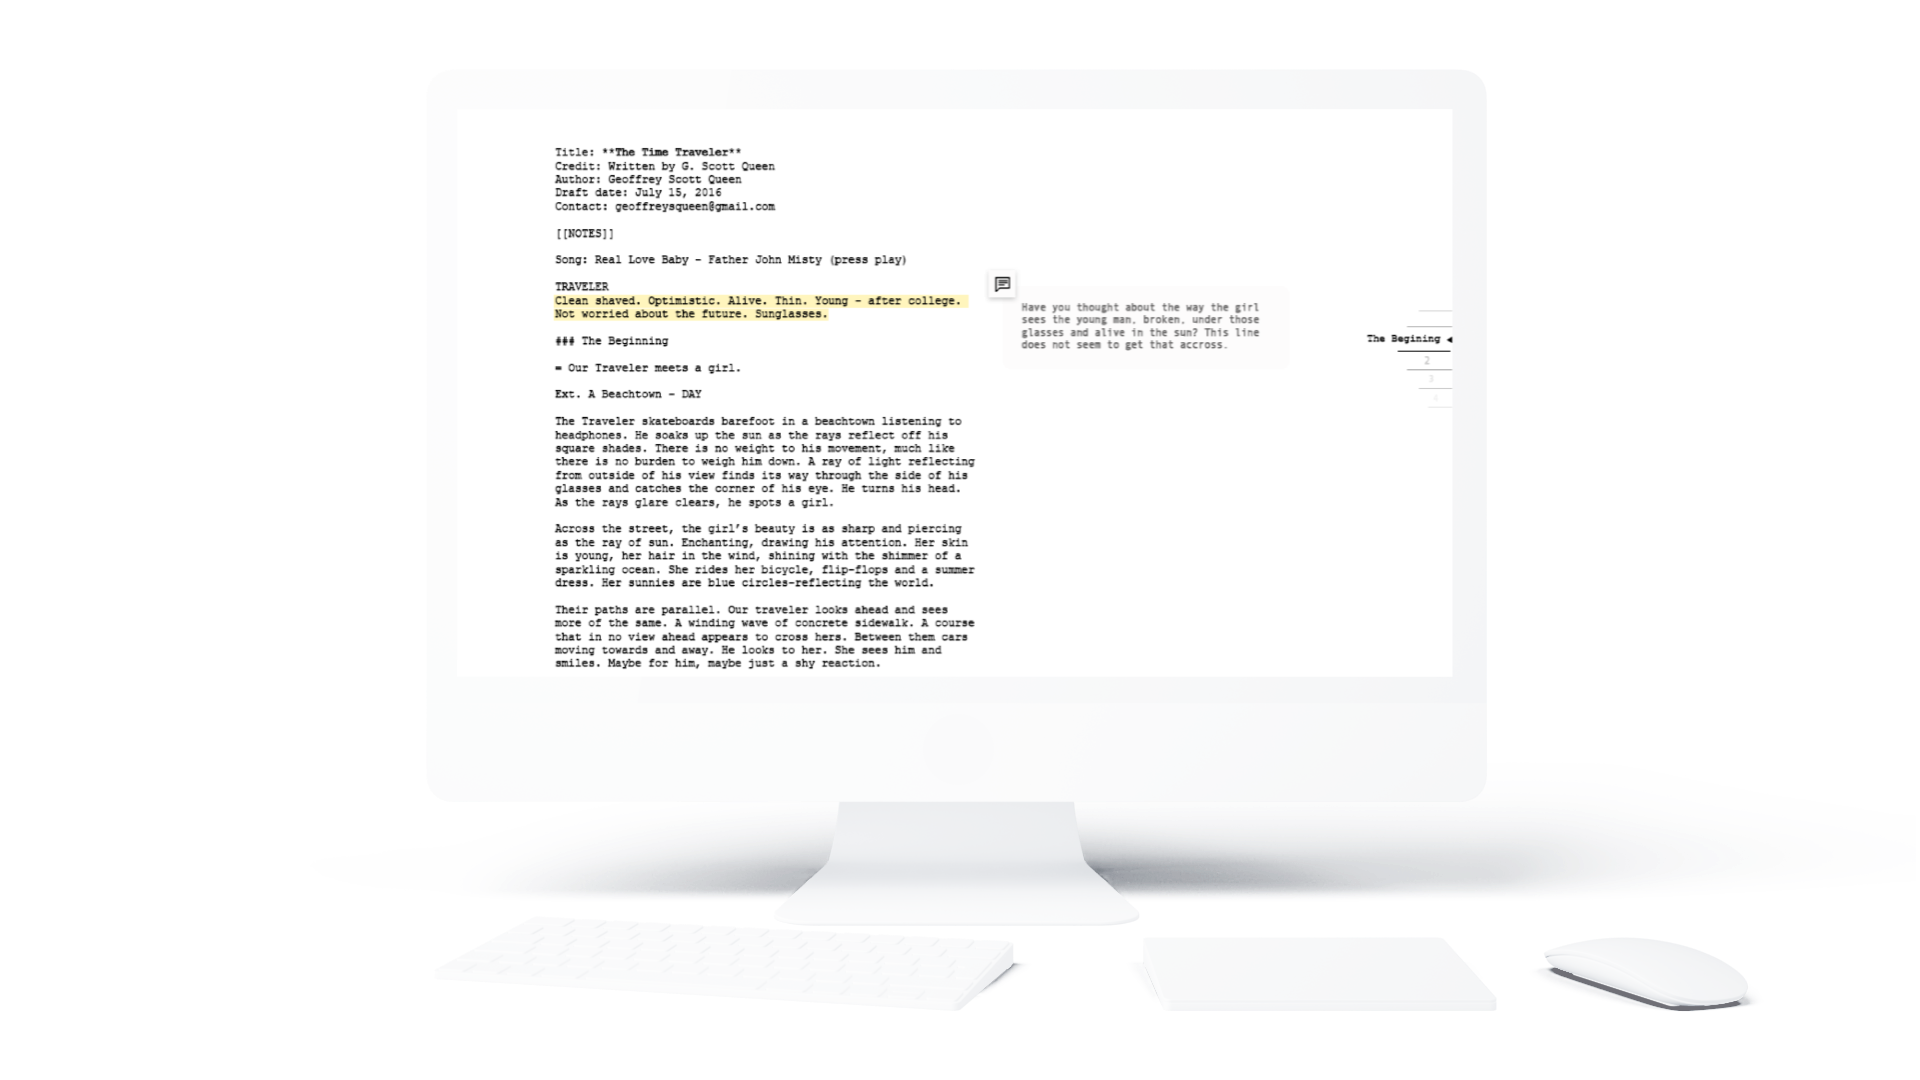 Title: **The Time Traveler**
Credit: Written by G. Scott Queen
Author: Geoffrey Scott Queen
Draft date: July 15, 2016
Contact: geoffreysqueen@gmail.com
[[NOTES]]
Song: Real Love Baby - Father John Misty (press play)
TRAVELER
Clean shaved. Optimistic. Alive. Thin. Young - after college.
Not worried about the future. Sunglasses.
Have you thought about the way the girl
sees the young man, broken, under those
glasses and alive in the sun? This line
does not seem to get that accross.
### The Beginning
= Our Traveler meets a girl.
Ext. A Beachtown - DAY
The Traveler skateboards barefoot in a beachtown listening to
headphones. He soaks up the sun as the rays reflect off his
square shades. There is no weight to his movement, much like
there is no burden to weigh him down. A ray of light reflecting
from outside of his view finds its way through the side of his
glasses and catches the corner of his eye. He turns his head.
As the rays glare clears, he spots a girl.
Across the street, the girl's beauty is as sharp and piercing
as the ray of sun. Enchanting, drawing his attention. Her skin
is young, her hair in the wind, shining with the shimmer of a
sparkling ocean. She rides her bicycle, flip-flops and a summer
dress. Her sunnies are blue circles-reflecting the world.
Their paths are parallel. Our traveler looks ahead and sees
more of the same. A winding wave of concrete sidewalk. A course
that in no view ahead appears to cross hers. Between them cars
moving towards and away. He looks to her. She sees him and
smiles. Maybe for him, maybe just a shy reaction.
The Begining
2
3
4